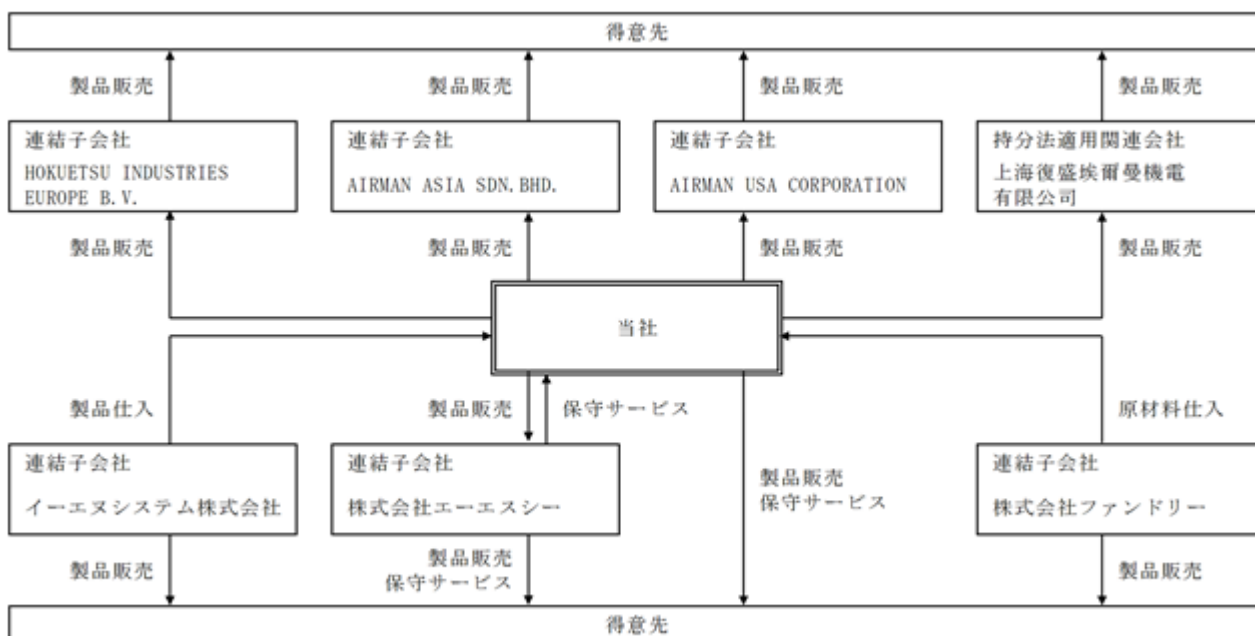 得意先
製品販売
製品販売
製品販売
製品販売
連結子会社
HOKUETSU INDUSTRIES
EUROPE B.V.
連結子会社
AIRMAN ASIA SDN.BHD.
連結子会社
AIRMAN USA CORPORATION
持分法適用関連会社
上海復盛埃爾曼機電
有限公司
製品販売
製品販売
製品販売
製品販売
当社
製品仕入
製品販売
保守サービス
原材料仕入
連結子会社
イーエヌシステム株式会社
連結子会社
株式会社エーエスシー
製品販売
保守サービス
連結子会社
株式会社ファンドリー
製品販売
製品販売
保守サービス
製品販売
得意先